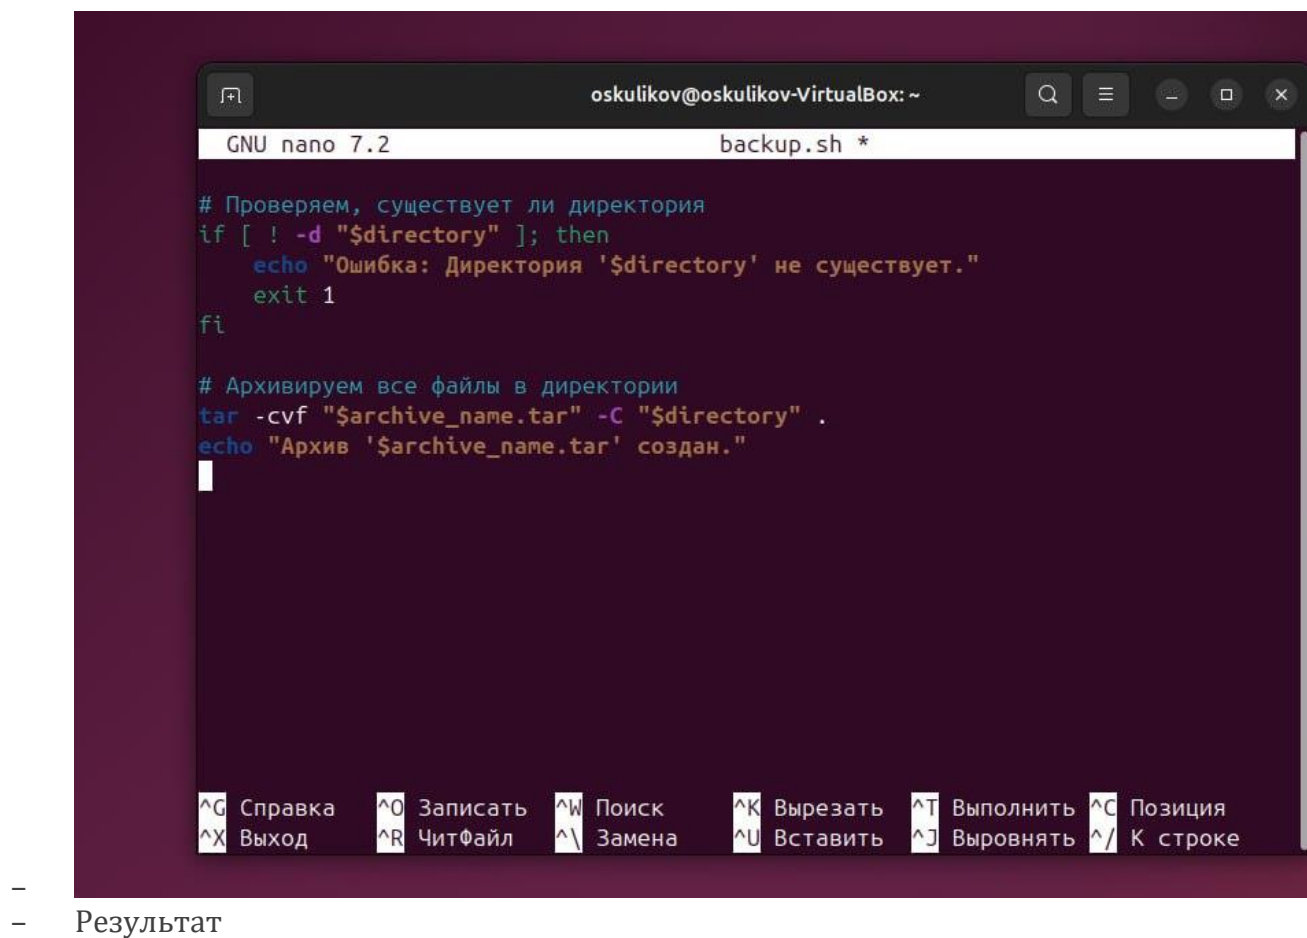 oskulikov@oskulikov-VirtualBox: ~
GNU nano 7.2 backup.sh *
# Проверяем, существует ли директория
if [ ! -d "$directory" ]; then
    echo "Ошибка: Директория '$directory' не существует."
    exit 1
fi
# Архивируем все файлы в директории
tar -cvf "$archive_name.tar" -C "$directory" .
echo "Архив '$archive_name.tar' создан."
^G Справка ^O Записать ^W Поиск ^K Вырезать ^T Выполнить ^C Позиция
^X Выход ^R ЧитФайл ^\ Замена ^U Вставить ^J Выровнять ^/ К строке
–
– Результат